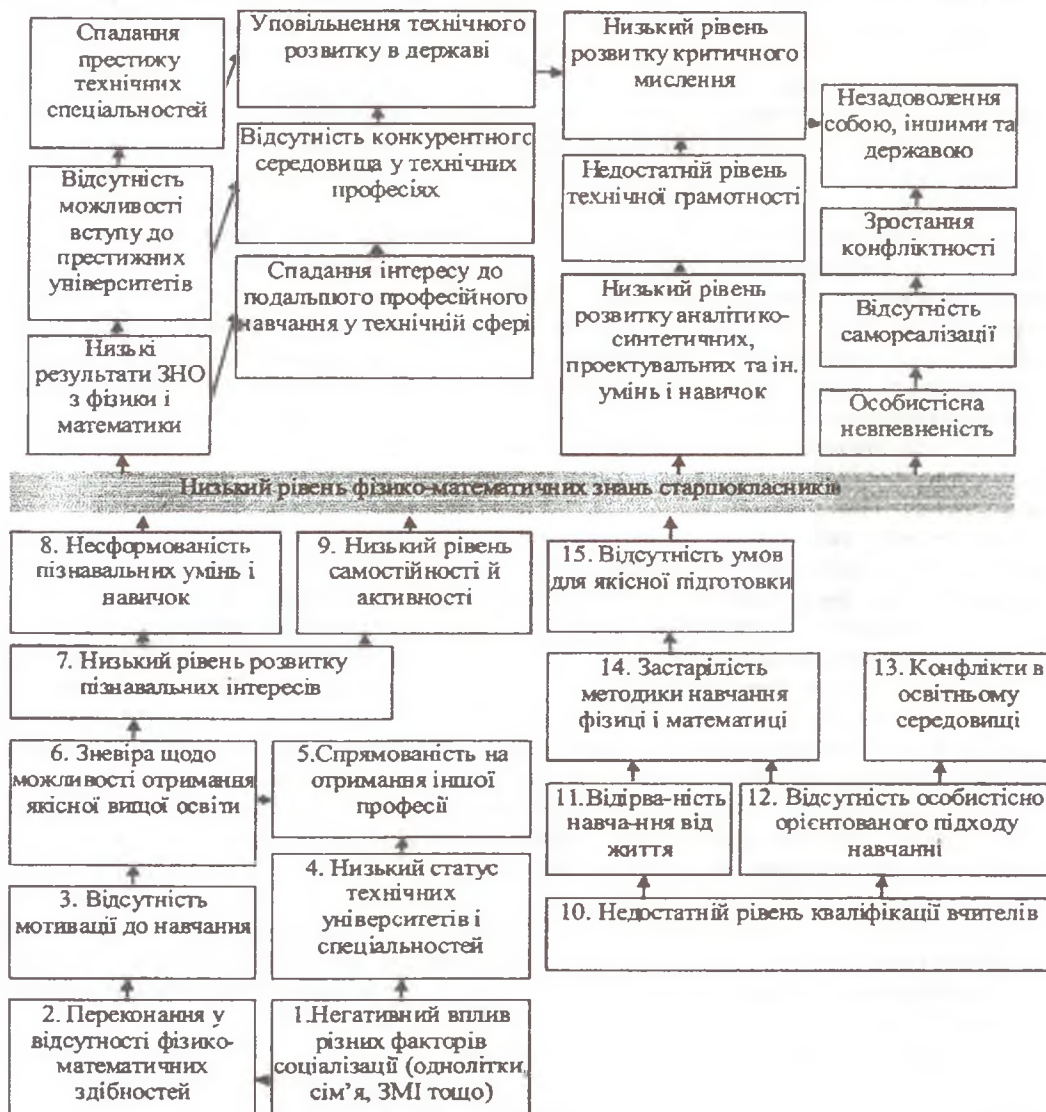 Спадання
престижу
технічних
спеціальностей
Уповільнення технічного
розвитку в державі
Низький рівень
розвитку критичного
мислення
Незадоволення
собою, іншими та
державою
Відсутність
можливості
вступу до
престижних
університетів
Відсутність конкурентного
середовища у технічних
професіях
Недостатній рівень
технічної грамотності
Зростання
конфліктності
Спадання інтересу до
подальшого професійного
навчання у технічній сфері
Низький рівень
розвитку аналітико-
синтетичних,
проектувальних та ін.
умінь і навичок
Відсутність
самореалізації
Низькі
результати ЗНО
з фізики і
математики
Особистісна
невпевненість
Низький рівень фізико-математичних знань старшокласників
8. Несформованість
пізнавальних умінь і
навичок
9. Низький рівень
самостійності й
активності
15. Відсутність умов
для якісної підготовки
7. Низький рівень розвитку
пізнавальних інтересів
14. Застарілість
методики навчання
фізиці і математиці
13. Конфлікти в
освітньому
середовищі
6. Зневіра щодо
можливості отримання
якісної вищої освіти
5.Спрямованість на
отримання іншої
професії
11.Відірва-ність
навча-ння від
життя
12. Відсутність особистісно
орієнтованого підходу
навчанні
3. Відсутність
мотивації до навчання
4. Низький статус
технічних
університетів і
спеціальностей
10. Недостатній рівень кваліфікації вчителів
2. Переконання у
відсутності фізико-
математичних
здібностей
1.Негативний вплив
різних факторів
соціалізації (однолітки,
сім’я, ЗМІ тощо)